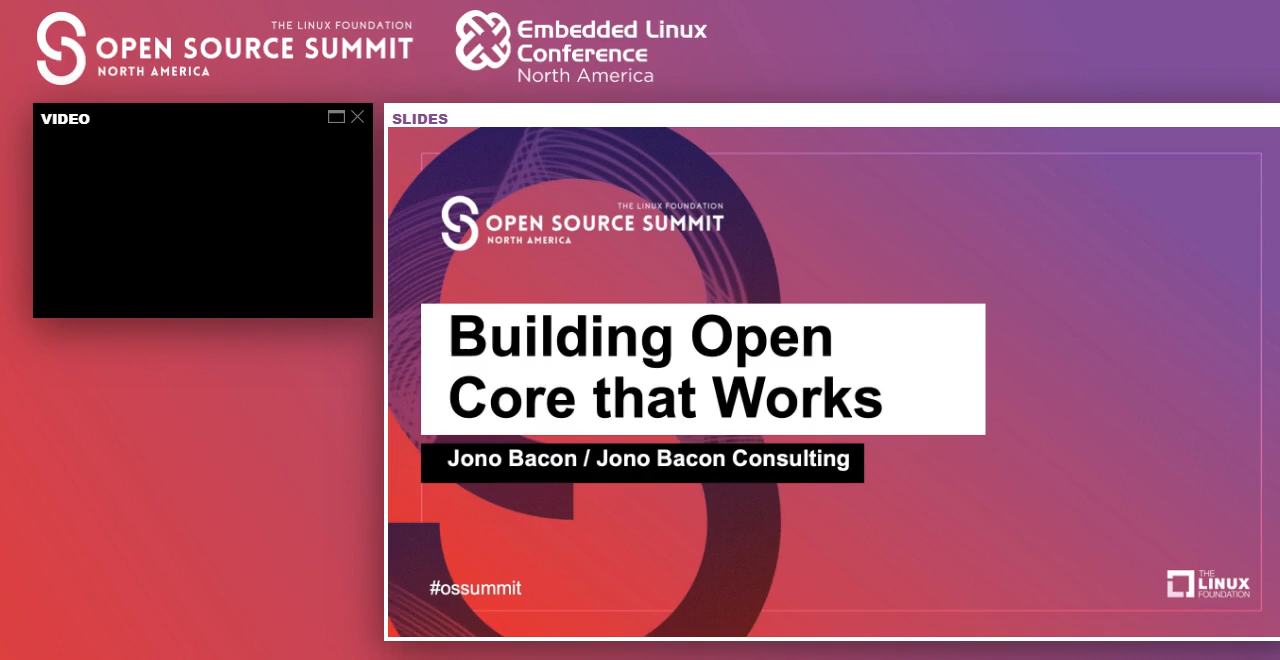 THE LINUX FOUNDATION
OPEN SOURCE SUMMIT
NORTH AMERICA
Embedded Linux
Conference
North America
VIDEO
SLIDES
THE LINUX FOUNDATION
OPEN SOURCE SUMMIT
NORTH AMERICA
Building Open
Core that Works
Jono Bacon / Jono Bacon Consulting
#ossummit
THE
LINUX
FOUNDATION